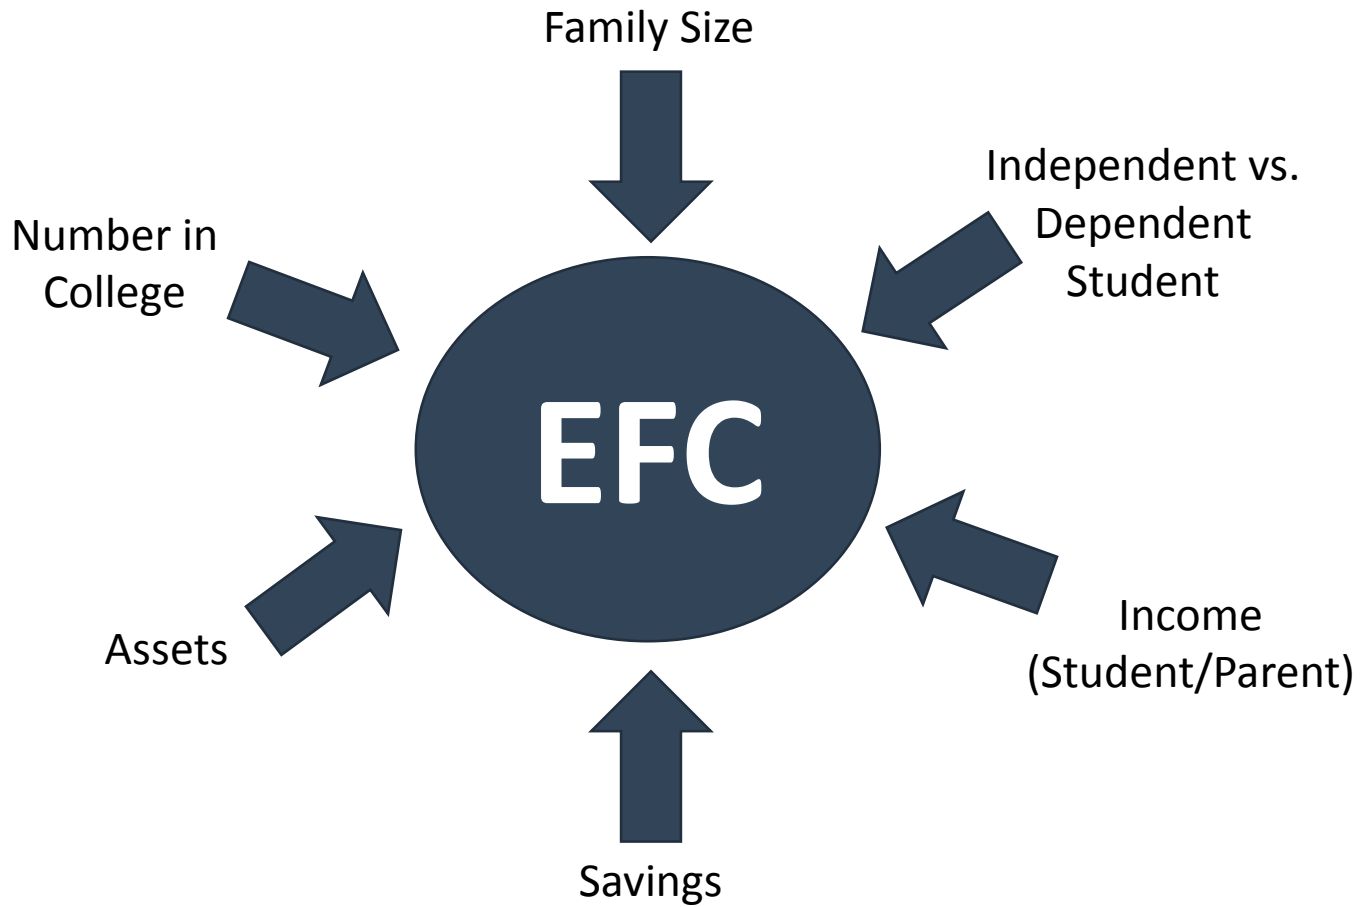 Family Size
Independent vs.
Dependent
Student
Number in
College
EFC
Assets
Income
(Student/Parent)
Savings